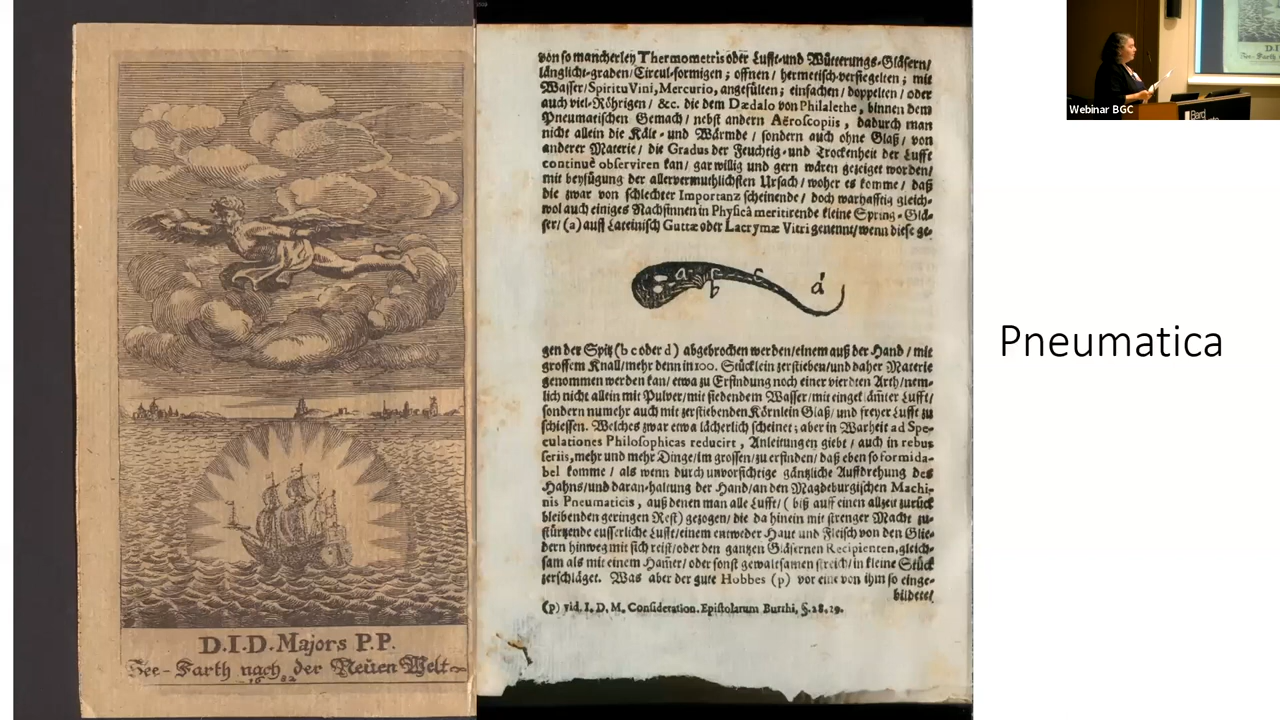 D.I.D. Majors P.P.
See-Farth nach der Neuen Welt
16 82
von so mancherley Thermometris oder Lufft-und Wütterungs-Gläsern/
länglicht-graden/Circul-formigen; offnen/ hermetisch-versiegelten; mit
Wasser/Spiritu Vini, Mercurio, angefülten; einfachen/ doppelten/ oder
auch viel-Röhrigen/ &c. die dem Dædalo von Philalethe, binnen dem
Pneumatischen Gemach/ nebst andern Aëroscopiis, dadurch man
nicht allein die Käle- und Wärmde/ sondern auch ohne Glaß/ von
anderer Materie/ die Gradus der Feuchtig-und Trockenheit der Lufft
continuè observiren kan/ gar willig und gern wären gezeiget worden/
mit beyfügung der allervermuthlichsten Ursach/ woher es komme/ daß
die zwar von schlechter Importanz scheinende/ doch warhafftig gleich-
wol auch einiges Nachsinnen in Physicâ meritirende kleine Spring-Glä-
ser/ (a) auff Lateinisch Guttæ oder Lacrymæ Vitri genennt/wenn diese ge-
a c b c d
gen der Spitz (b c oder d) abgebrochen werden/einem auß der Hand/ mit
grossem Knall/mehr denn in 100. Stücklein zerstieben/und daher Materie
genommen werden kan/ etwa zu Erfindung noch einer vierdten Arth/nem-
lich nicht allein mit Pulver/mit siedendem Wasser/mit eingeklämter Lufft/
sondern numehr auch mit zerstiebenden Körnlein Glaß/ und freyer Lufft zu
schiessen. Welches zwar etwa lächerlich scheinet; aber in Warheit ad Spe-
culationes Philosophicas reducirt, Anleitungen giebt/ auch in rebus
seriis, mehr und mehr Dinge/im grossen/zu erfinden/ daß eben so formida-
bel komme/ als wenn durch unvorsichtige gäntzliche Auffdrehung des
Hahns/und daran-haltung der Hand/an den Magdeburgischen Machi-
nis Pneumaticis, auß denen man alle Lufft/ ( biß auff einen allzeit zurück
bleibenden geringen Rest) gezogen/ die da hinein mit strenger Macht zu-
stürtzende eusserliche Lufft/einem entweder Haut und Fleisch von den Glie-
dern hinweg mit sich reist/oder den gantzen Gläsernen Recipienten, gleich-
sam als mit einem Hamer/ oder sonst gewaltsamen streich/ in kleine Stück
zerschläget. Was aber der gute Hobbes (p) vor eine von ihm so einge-
bildete/
(p) vid. I. D. M. Consideration. Epistolarum Burrhi, §. 28. 29.
Pneumatica
Webinar BGC
Bard